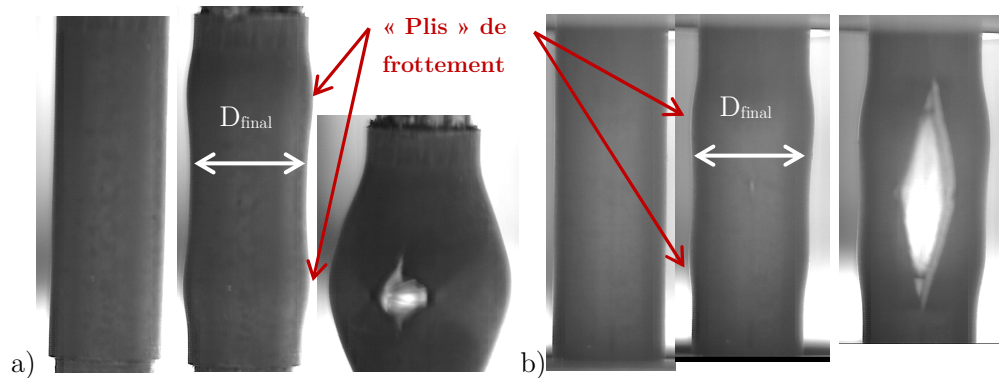 « Plis » de
frottement
D_final
D_final
a)
b)